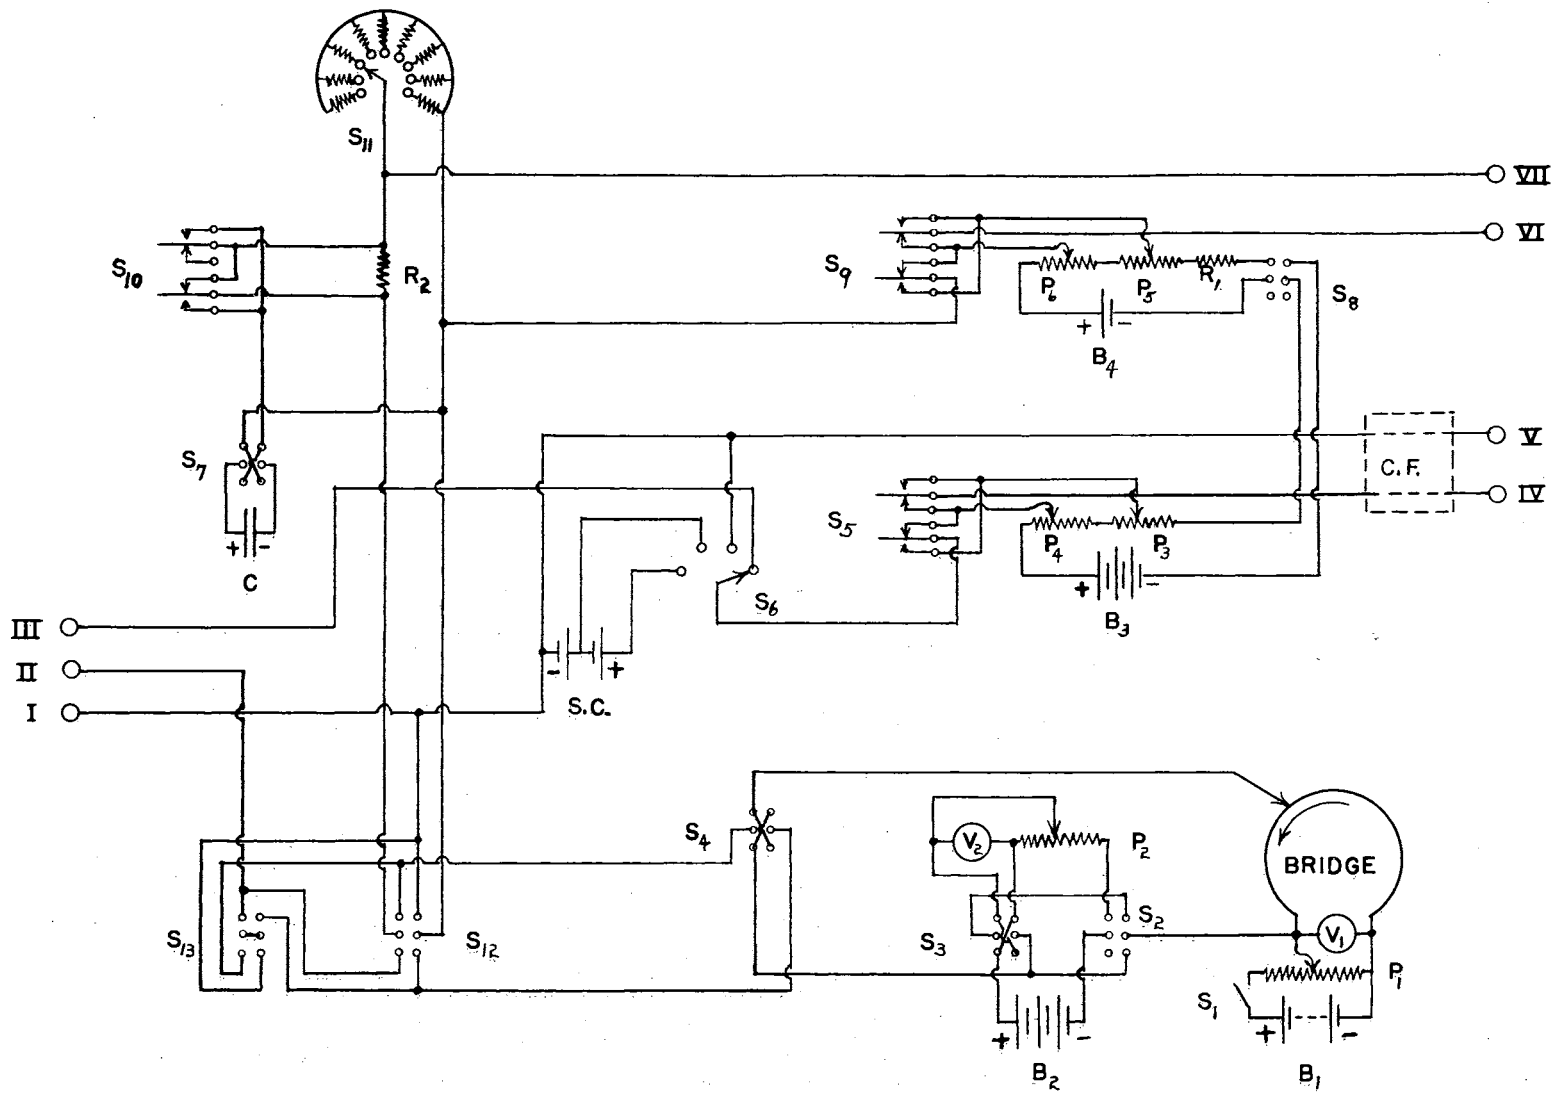 S11
VII
VI
S10
R2
S9
P6
P5
R1
S8
+
-
B4
S7
V
C.F.
IV
S5
P4
P3
+
-
C
S6
+
-
B3
III
-
+
II
S.C.
I
S4
V2
P2
BRIDGE
S13
S12
S3
S2
V1
P1
S1
+
-
B2
+
-
B1